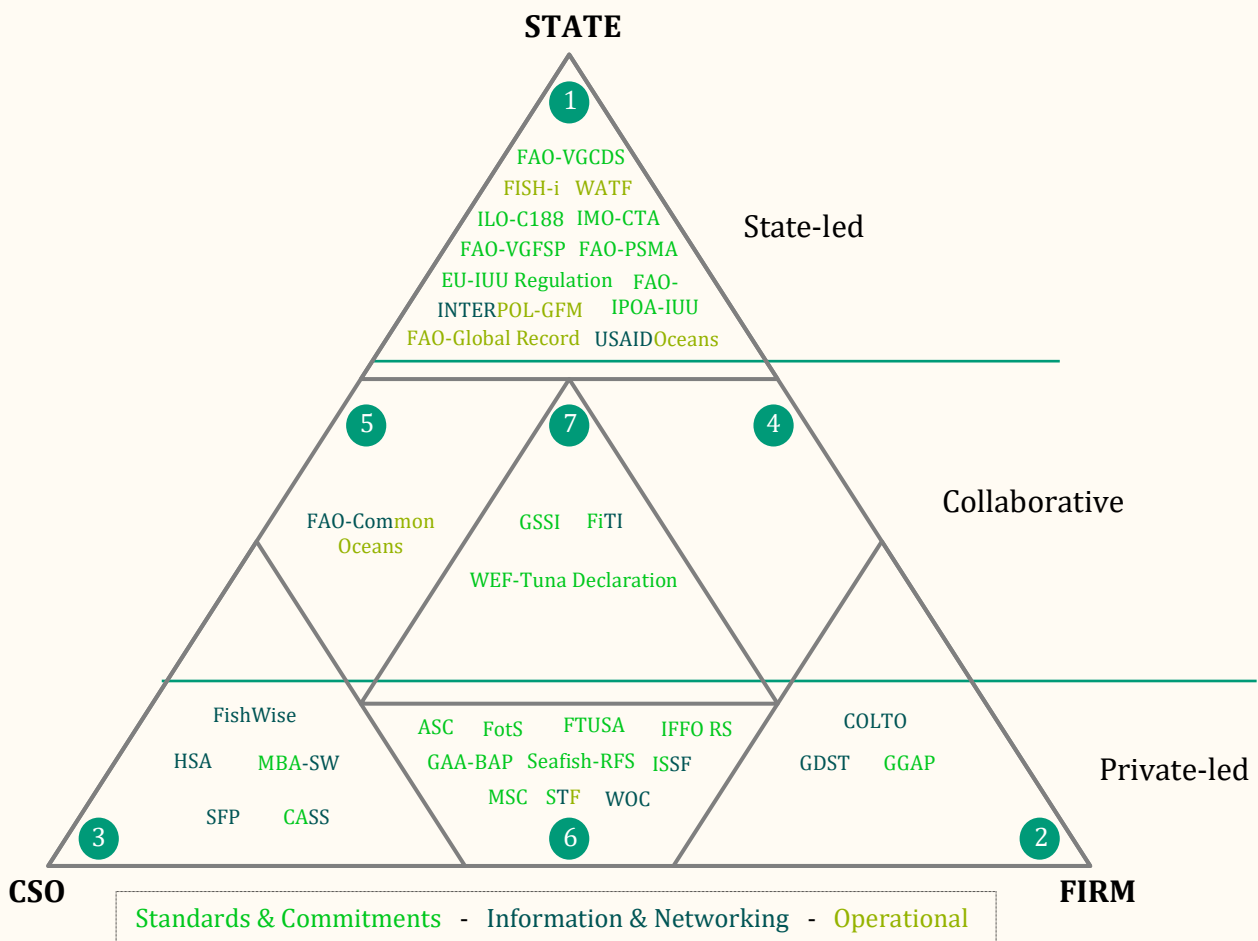 STATE
1
FAO-VGCDS
FISH-i WATF
ILO-C188 IMO-CTA
FAO-VGFSP FAO-PSMA
EU-IUU Regulation FAO-
IPOA-IUU
INTERPOL-GFM
FAO-Global Record USAIDOceans
State-led
5
7
4
Collaborative
FAO-Common
Oceans
GSSI FiTI
WEF-Tuna Declaration
FishWise
HSA MBA-SW
SFP CASS
3
ASC FotS FTUSA IFFO RS
GAA-BAP Seafish-RFS ISSF
MSC STF WOC
6
COLTO
GDST GGAP
2
Private-led
CSO
FIRM
Standards & Commitments - Information & Networking - Operational